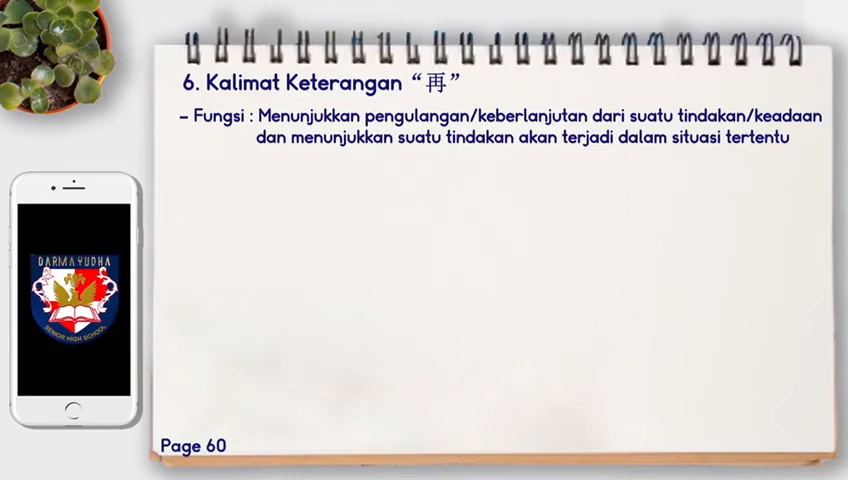 6. Kalimat Keterangan “再”
– Fungsi : Menunjukkan pengulangan/keberlanjutan dari suatu tindakan/keadaan
dan menunjukkan suatu tindakan akan terjadi dalam situasi tertentu
DARMA YUDHA
SENIOR HIGH SCHOOL
Page 60